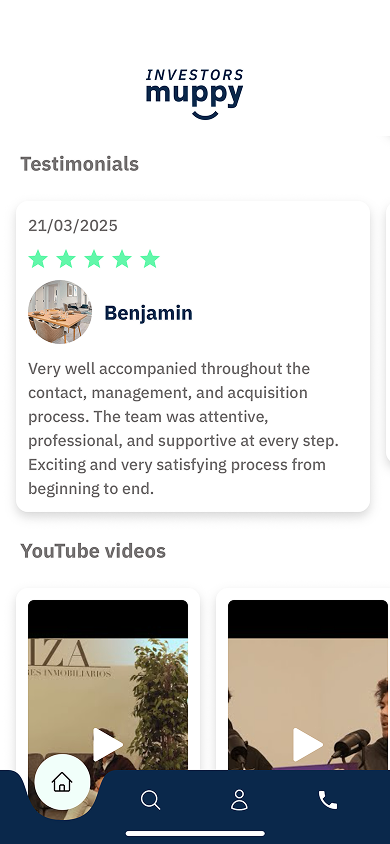 INVESTORS
muppy
Testimonials
21/03/2025
Benjamin
Very well accompanied throughout the
contact, management, and acquisition
process. The team was attentive,
professional, and supportive at every step.
Exciting and very satisfying process from
beginning to end.
YouTube videos
IZA
NES INMOBILIARIOS